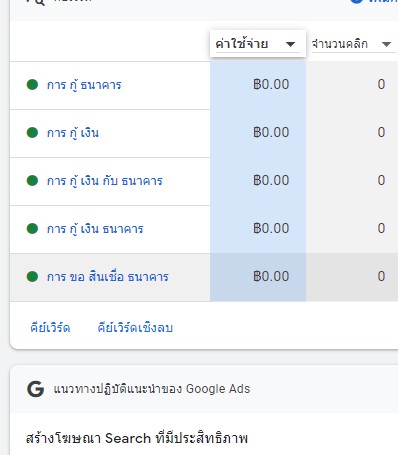 ค่าใช้จ่าย จำนวนคลิก
การ กู้ ธนาคาร ฿0.00 0
การ กู้ เงิน ฿0.00 0
การ กู้ เงิน กับ ธนาคาร ฿0.00 0
การ กู้ เงิน ธนาคาร ฿0.00 0
การ ขอ สินเชื่อ ธนาคาร ฿0.00 0
คีย์เวิร์ด คีย์เวิร์ดเชิงลบ
แนวทางปฏิบัติแนะนำของ Google Ads
สร้างโฆษณา Search ที่มีประสิทธิภาพ